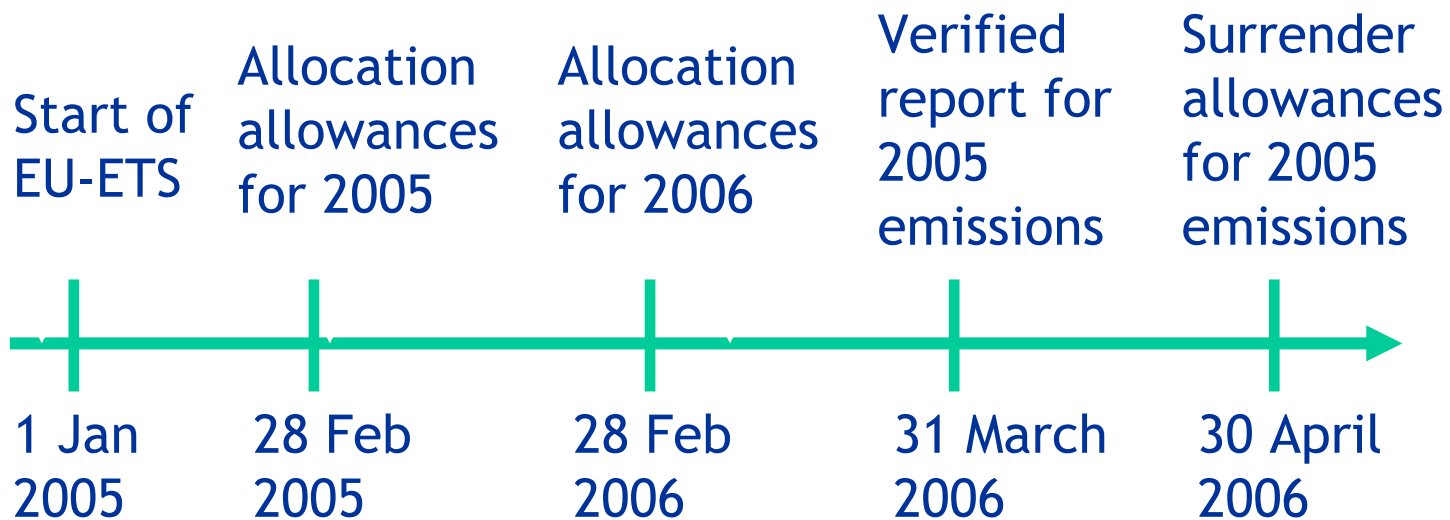 Start of
EU-ETS
Allocation
allowances
for 2005
Allocation
allowances
for 2006
Verified
report for
2005
emissions
Surrender
allowances
for 2005
emissions
1 Jan
2005
28 Feb
2005
28 Feb
2006
31 March
2006
30 April
2006